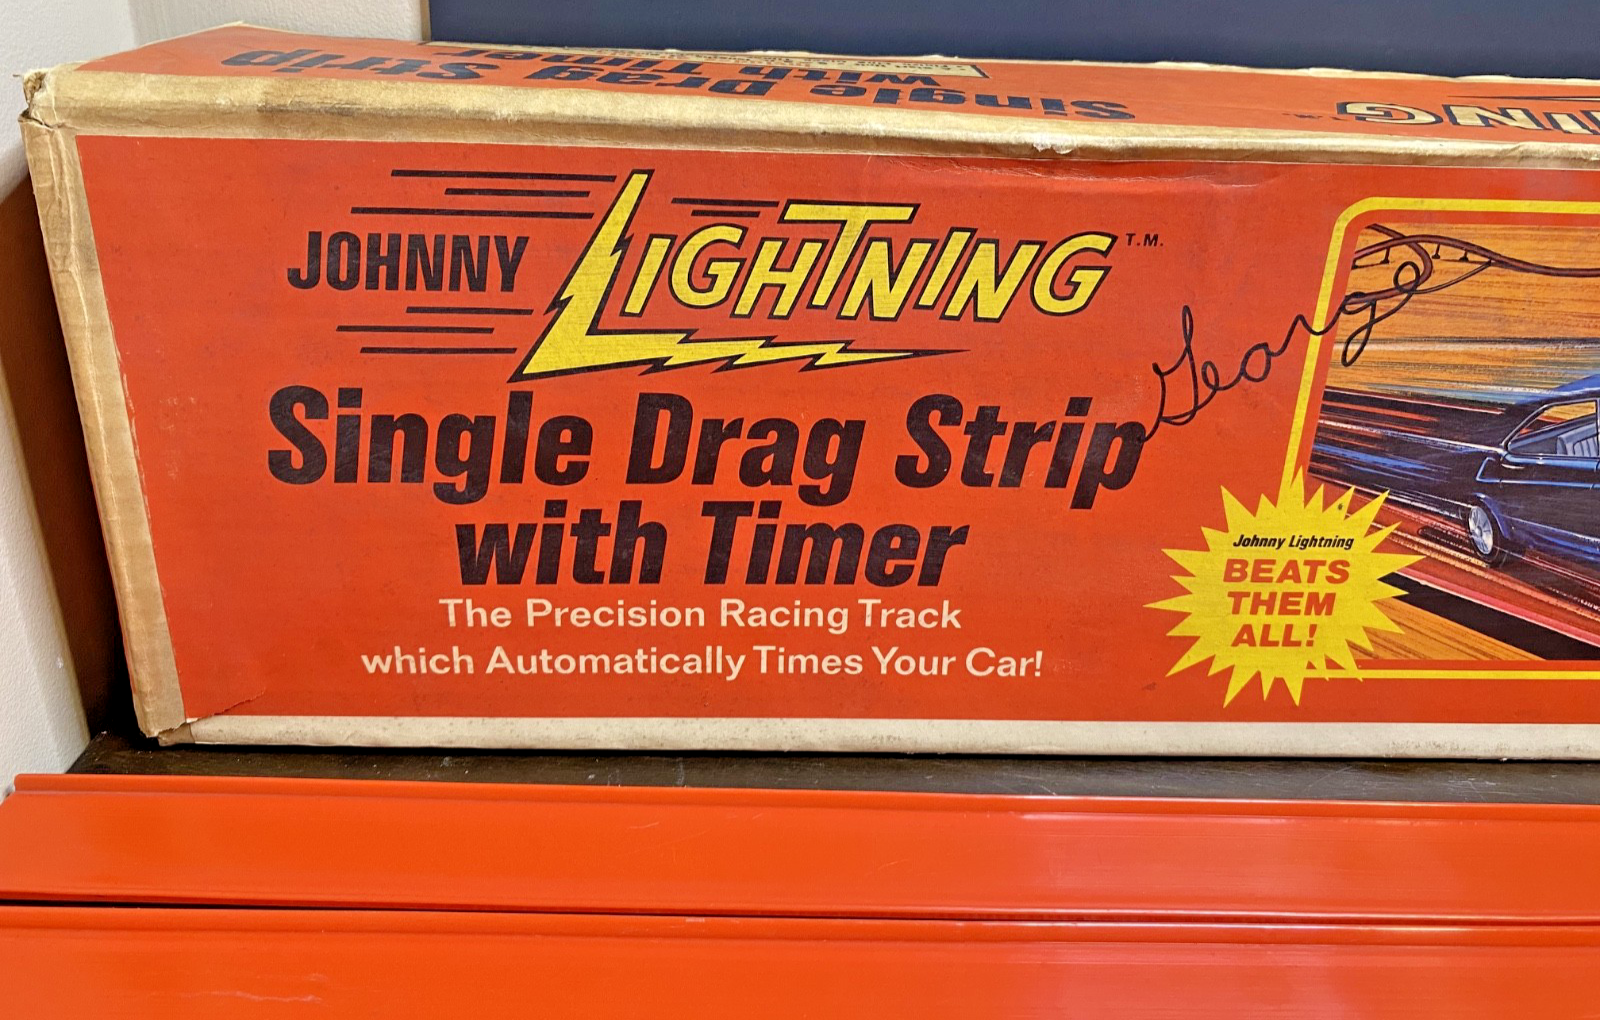 Single Drag Strip
with Timer
NING
JOHNNY LIGHTNING T.M.
Single Drag Strip
with Timer
The Precision Racing Track
which Automatically Times Your Car!
George
Johnny Lightning
BEATS
THEM
ALL!